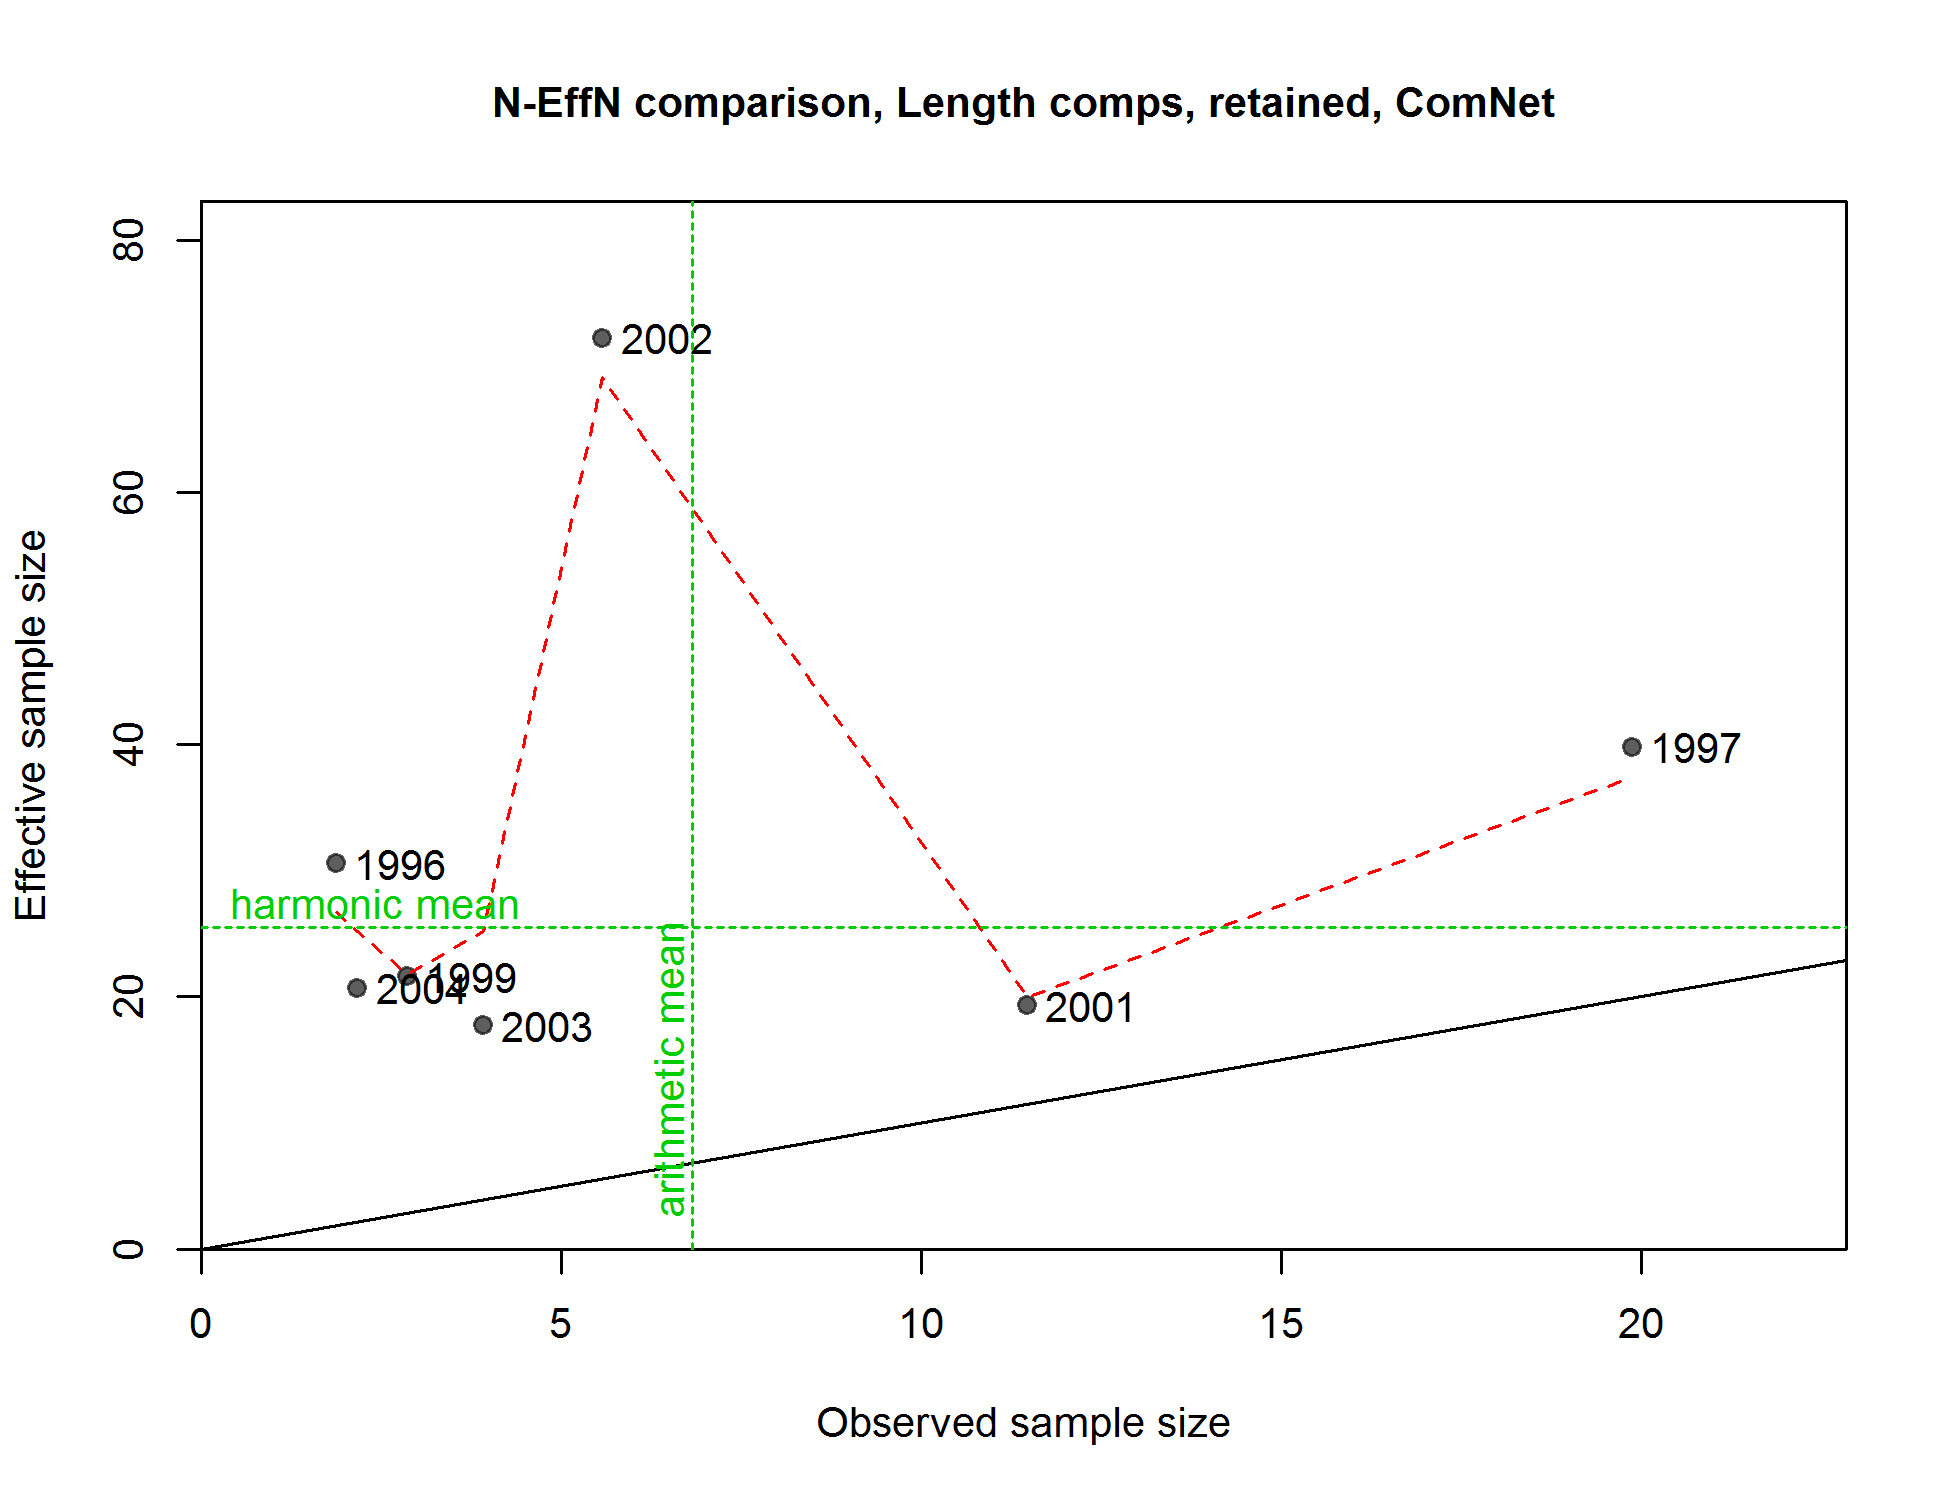 N-EffN comparison, Length comps, retained, ComNet
Effective sample size
80
60
40
20
0
2002
1997
1996
harmonic mean
1999
2004
2001
2003
arithmetic mean
0 5 10 15 20
Observed sample size